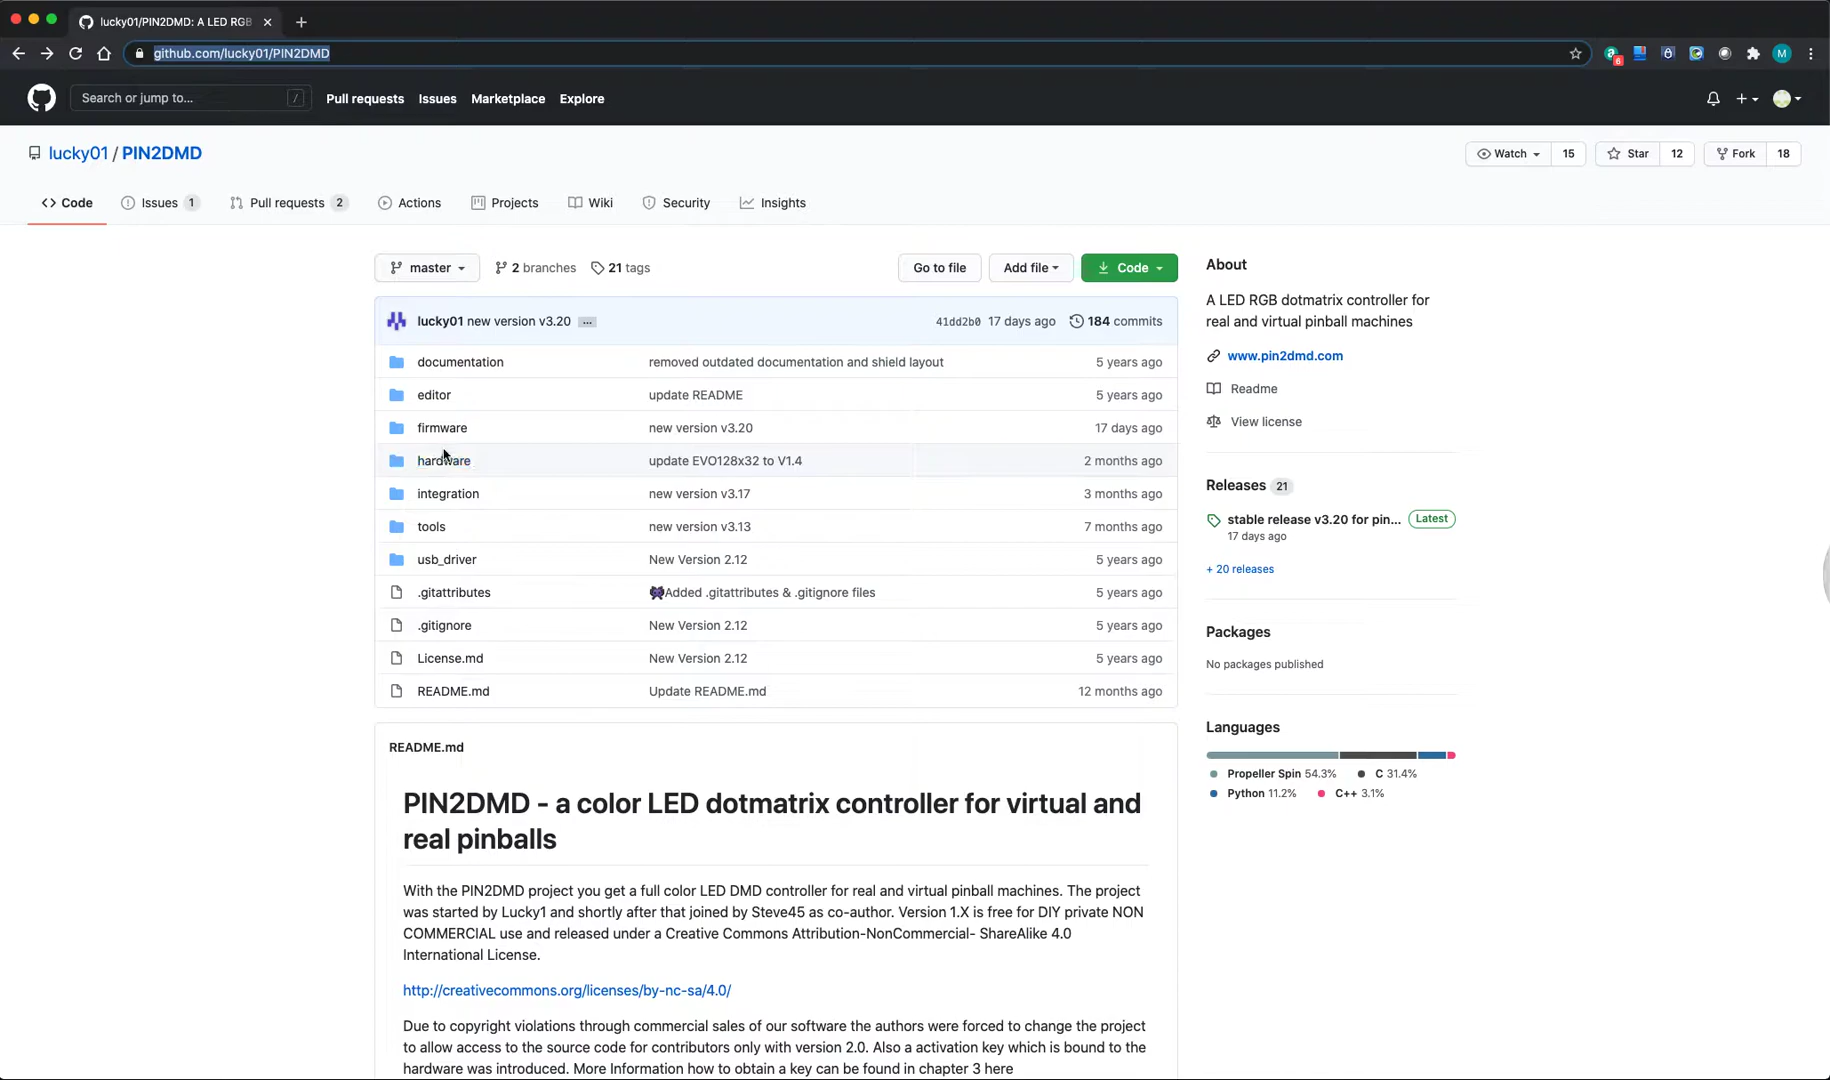 lucky01/PIN2DMD: A LED RGB
github.com/lucky01/PIN2DMD
6
M
Search or jump to...
/
Pull requests
Issues
Marketplace
Explore
lucky01 / PIN2DMD
Watch 15
Star 12
Fork 18
Code
Issues 1
Pull requests 2
Actions
Projects
Wiki
Security
Insights
master
2 branches
21 tags
Go to file
Add file
Code
lucky01 new version v3.20 ...
41dd2b0 17 days ago
184 commits
documentation removed outdated documentation and shield layout 5 years ago
editor update README 5 years ago
firmware new version v3.20 17 days ago
hardware update EVO128x32 to V1.4 2 months ago
integration new version v3.17 3 months ago
tools new version v3.13 7 months ago
usb_driver New Version 2.12 5 years ago
.gitattributes 👾Added .gitattributes & .gitignore files 5 years ago
.gitignore New Version 2.12 5 years ago
License.md New Version 2.12 5 years ago
README.md Update README.md 12 months ago
README.md
PIN2DMD - a color LED dotmatrix controller for virtual and
real pinballs
With the PIN2DMD project you get a full color LED DMD controller for real and virtual pinball machines. The project
was started by Lucky1 and shortly after that joined by Steve45 as co-author. Version 1.X is free for DIY private NON
COMMERCIAL use and released under a Creative Commons Attribution-NonCommercial- ShareAlike 4.0
International License.
http://creativecommons.org/licenses/by-nc-sa/4.0/
Due to copyright violations through commercial sales of our software the authors were forced to change the project
to allow access to the source code for contributors only with version 2.0. Also a activation key which is bound to the
hardware was introduced. More Information how to obtain a key can be found in chapter 3 here
About
A LED RGB dotmatrix controller for
real and virtual pinball machines
www.pin2dmd.com
Readme
View license
Releases 21
stable release v3.20 for pin... Latest
17 days ago
+ 20 releases
Packages
No packages published
Languages
Propeller Spin 54.3% C 31.4%
Python 11.2% C++ 3.1%